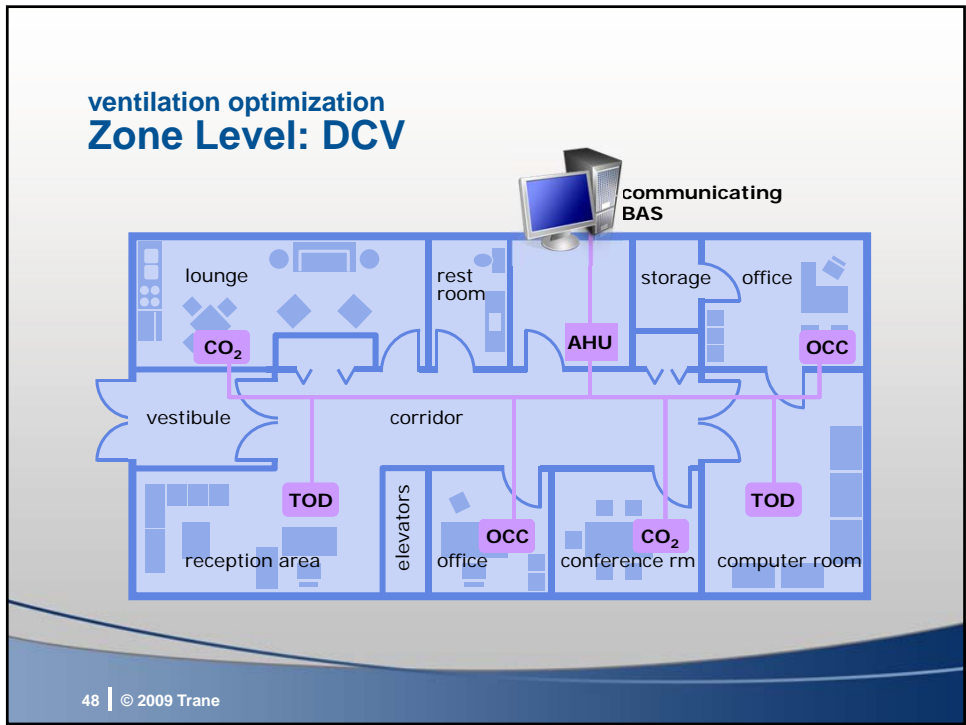 ventilation optimization
Zone Level: DCV
communicating
BAS
lounge
rest
room
storage
office
CO₂
AHU
OCC
vestibule
corridor
TOD
elevators
OCC
CO₂
TOD
reception area
office
conference rm
computer room
48 | © 2009 Trane